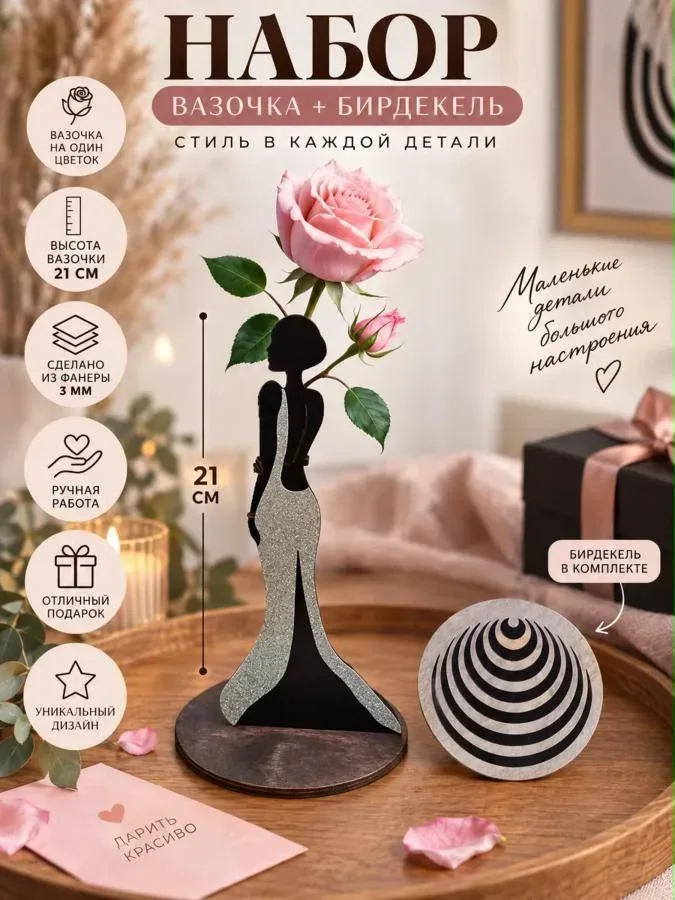 НАБОР
ВАЗОЧКА + БИРДЕКЕЛЬ
СТИЛЬ В КАЖДОЙ ДЕТАЛИ
ВАЗОЧКА
НА ОДИН
ЦВЕТОК
ВЫСОТА
ВАЗОЧКИ
21 СМ
СДЕЛАНО
ИЗ ФАНЕРЫ
3 ММ
РУЧНАЯ
РАБОТА
ОТЛИЧНЫЙ
ПОДАРОК
УНИКАЛЬНЫЙ
ДИЗАЙН
21
СМ
Маленькие
детали
большого
настроения
БИРДЕКЕЛЬ
В КОМПЛЕКТЕ
ДАРИТЬ
КРАСИВО